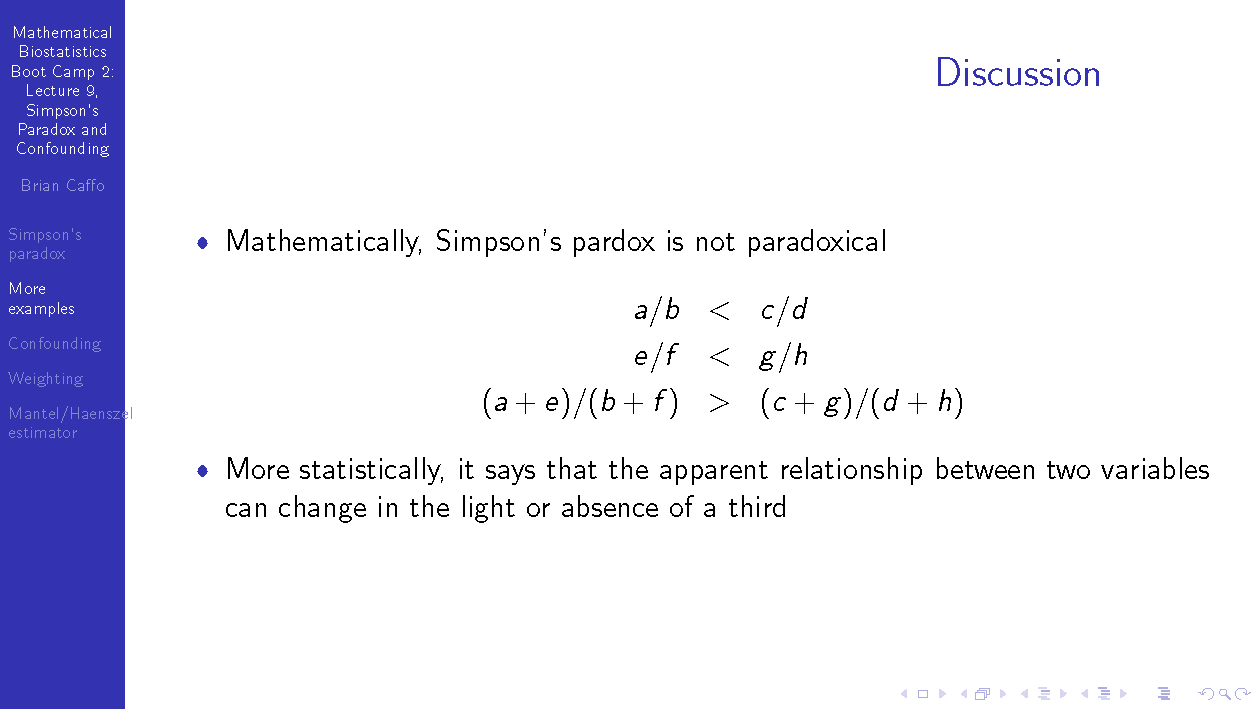 Mathematical
Biostatistics
Boot Camp 2:
Lecture 9,
Simpson's
Paradox and
Confounding
Brian Caffo
Simpson's
paradox
More
examples
Confounding
Weighting
Mantel/Haenszel
estimator
Discussion
• Mathematically, Simpson's pardox is not paradoxical
a/b < c/d
e/f < g/h
(a + e)/(b + f) > (c + g)/(d + h)
• More statistically, it says that the apparent relationship between two variables
can change in the light or absence of a third